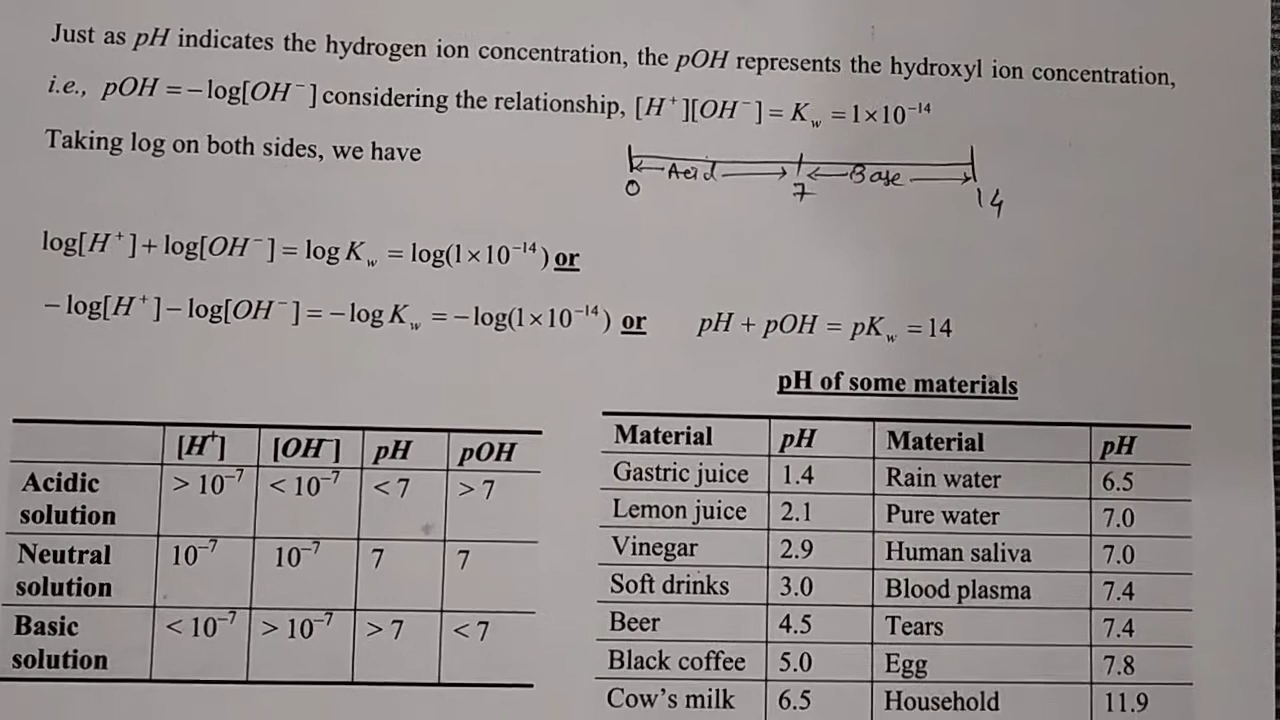 Just as pH indicates the hydrogen ion concentration, the pOH represents the hydroxyl ion concentration,
i.e., pOH = −log[OH⁻] considering the relationship, [H⁺][OH⁻] = K_w = 1×10⁻¹⁴
Taking log on both sides, we have
Acid Base
0 7 14
log[H⁺] + log[OH⁻] = log K_w = log(1×10⁻¹⁴) or
− log[H⁺] − log[OH⁻] = − log K_w = − log(1×10⁻¹⁴) or pH + pOH = pK_w = 14
pH of some materials
[H⁺] [OH⁻] pH pOH
Acidic solution > 10⁻⁷ < 10⁻⁷ < 7 > 7
Neutral solution 10⁻⁷ 10⁻⁷ 7 7
Basic solution < 10⁻⁷ > 10⁻⁷ > 7 < 7
Material pH Material pH
Gastric juice 1.4 Rain water 6.5
Lemon juice 2.1 Pure water 7.0
Vinegar 2.9 Human saliva 7.0
Soft drinks 3.0 Blood plasma 7.4
Beer 4.5 Tears 7.4
Black coffee 5.0 Egg 7.8
Cow's milk 6.5 Household 11.9